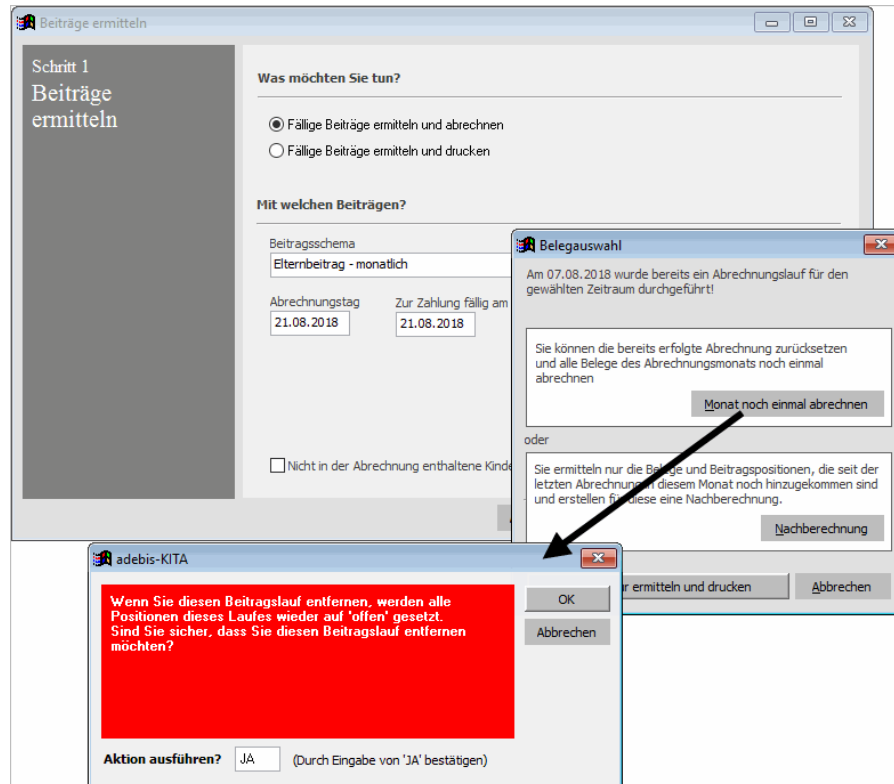 Beiträge ermitteln
Schritt 1
Beiträge
ermitteln
Was möchten Sie tun?
Fällige Beiträge ermitteln und abrechnen
Fällige Beiträge ermitteln und drucken
Mit welchen Beiträgen?
Beitragsschema
Elternbeitrag - monatlich
Abrechnungstag
Zur Zahlung fällig am
21.08.2018
21.08.2018
Nicht in der Abrechnung enthaltene Kinde
Belegauswahl
Am 07.08.2018 wurde bereits ein Abrechnungslauf für den
gewählten Zeitraum durchgeführt!
Sie können die bereits erfolgte Abrechnung zurücksetzen
und alle Belege des Abrechnungsmonats noch einmal
abrechnen
Monat noch einmal abrechnen
oder
Sie ermitteln nur die Belege und Beitragspositionen, die seit der
letzten Abrechnung in diesem Monat noch hinzugekommen sind
und erstellen für diese eine Nachberechnung.
Nachberechnung
ermitteln und drucken
Abbrechen
adebis-KITA
Wenn Sie diesen Beitragslauf entfernen, werden alle
Positionen dieses Laufes wieder auf 'offen' gesetzt.
Sind Sie sicher, dass Sie diesen Beitragslauf entfernen
möchten?
OK
Abbrechen
Aktion ausführen?
JA
(Durch Eingabe von 'JA' bestätigen)